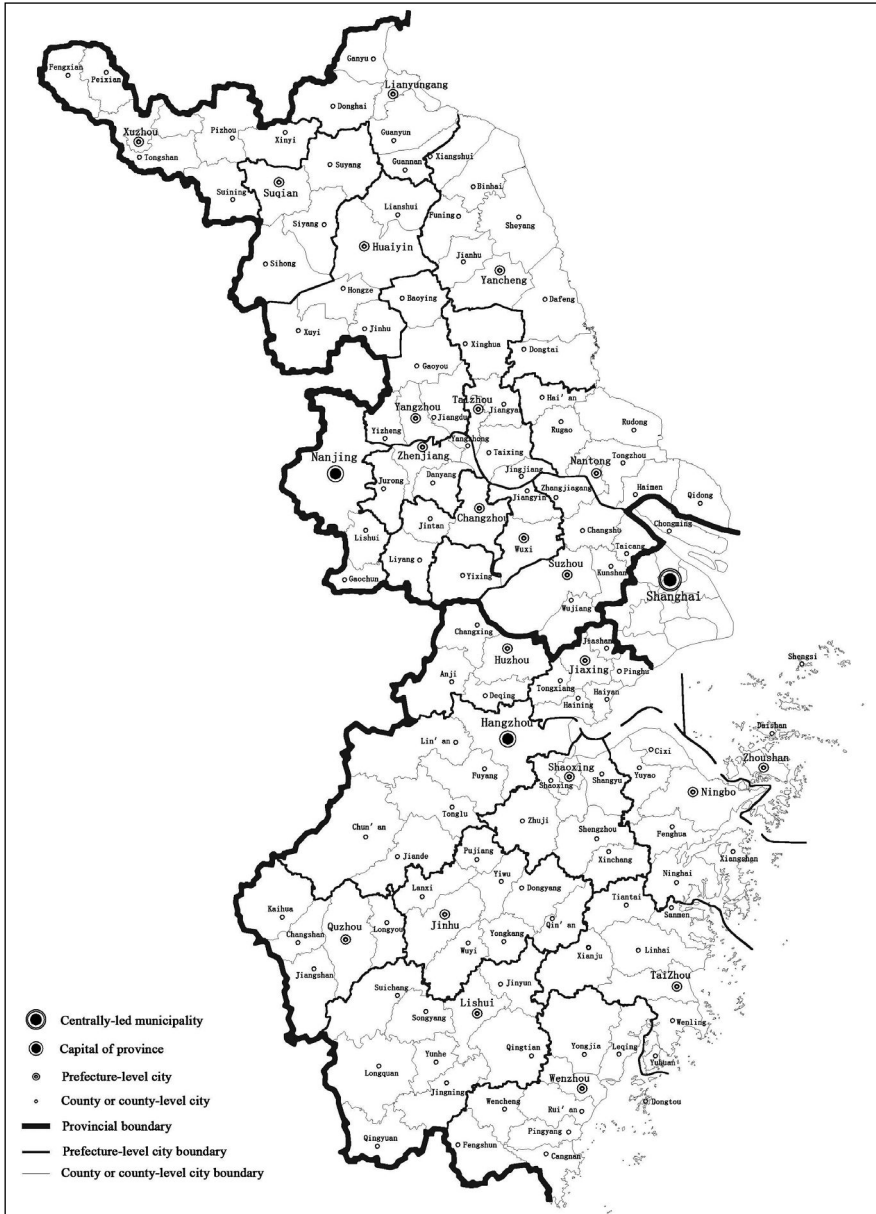 Ganyu
Fengxian
Peixian
Lianyungang
Donghai
Xuzhou
Pizhou
Xinyi
Guanyun
Tongshan
Xiangshui
Guannan
Suyang
Suining
Suqian
Binhai
Lianshui
Funing
Sheyang
Siyang
Huaiyin
Jianhu
Sihong
Yancheng
Hongze
Baoying
Dafeng
Xuyi
Jinhu
Xinghua
Dongtai
Gaoyou
Taizhou
Jiangyan
Hai' an
Yangzhou
Jiangdu
Rugao
Rudong
Yizheng
Yangzhong
Zhenjiang
Taixing
Tongzhou
Nanjing
Nantong
Jurong
Danyang
Jingjiang
Jiangyin
Zhangjiagang
Haimen
Qidong
Changzhou
Jintan
Lishui
Wuxi
Changshu
Chongming
Taicang
Liyang
Suzhou
Kunshan
Gaochun
Yixing
Shanghai
Wujiang
Changxing
Jiashan
Huzhou
Jiaxing
Shengsi
Anji
Pinghu
Tongxiang
Deqing
Haiyan
Haining
Hangzhou
Daishan
Lin' an
Cixi
Zhoushan
Fuyang
Shaoxing
Shaoxing
Shangyu
Yuyao
Ningbo
Tonglu
Zhuji
Chun' an
Shengzhou
Fenghua
Jiande
Pujiang
Xinchang
Xiangshan
Yiwu
Ninghai
Lanxi
Dongyang
Tiantai
Kaihua
Sanmen
Quzhou
Longyou
Jinhu
Qin' an
Changshan
Yongkang
Wuyi
Xianju
Linhai
Jiangshan
TaiZhou
Suichang
Jinyun
Lishui
Songyang
Wenling
Yunhe
Qingtian
Yongjia
Leqing
Yuhuan
Longquan
Jingning
Wenzhou
Wencheng
Dongtou
Rui' an
Qingyuan
Fengshun
Pingyang
Cangnan
Centrally-led municipality
Capital of province
Prefecture-level city
County or county-level city
Provincial boundary
Prefecture-level city boundary
County or county-level city boundary